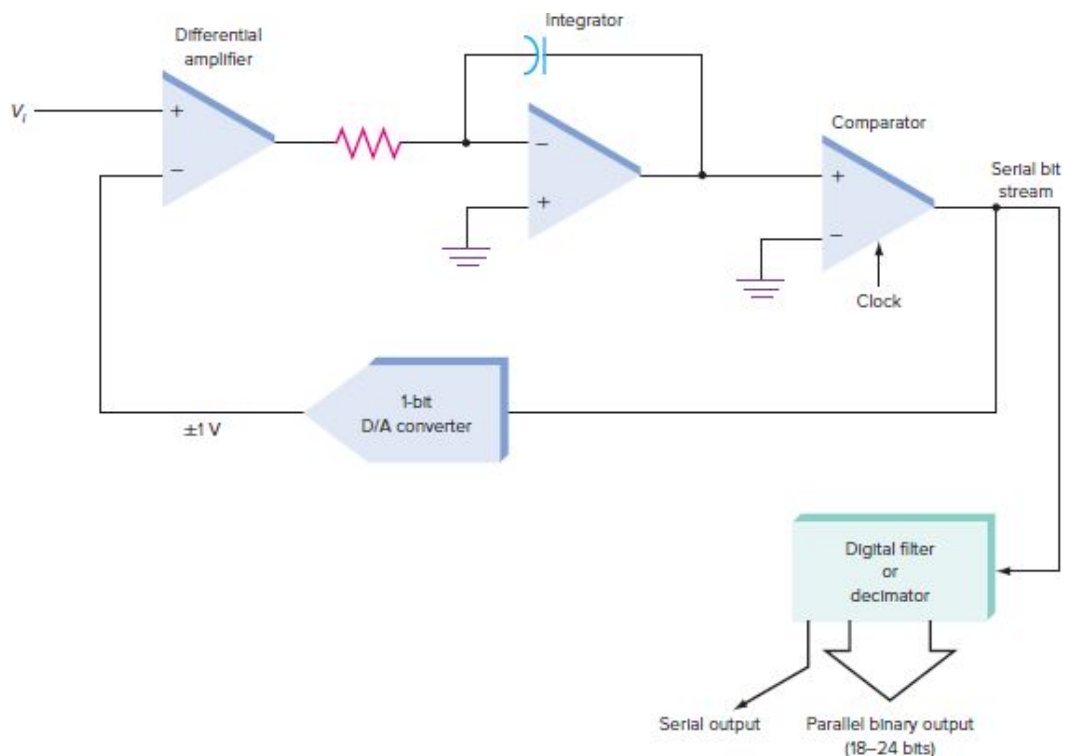 Integrator
Differential
amplifier
Vi
+
−
−
+
Comparator
+
−
Serial bit
stream
Clock
1-bit
D/A converter
±1 V
Digital filter
or
decimator
Serial output
Parallel binary output
(18–24 bits)